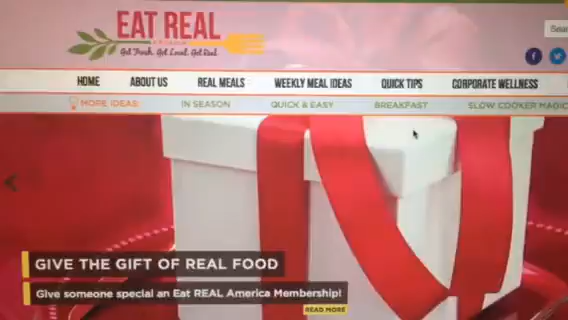 EAT REAL
Get Fresh. Get Local. Get Real.
Sear
f
HOME ABOUT US REAL MEALS WEEKLY MEAL IDEAS QUICK TIPS CORPORATE WELLNESS
MORE IDEAS: IN SEASON QUICK & EASY BREAKFAST SLOW COOKER MAGIC
GIVE THE GIFT OF REAL FOOD
Give someone special an Eat REAL America Membership!
READ MORE